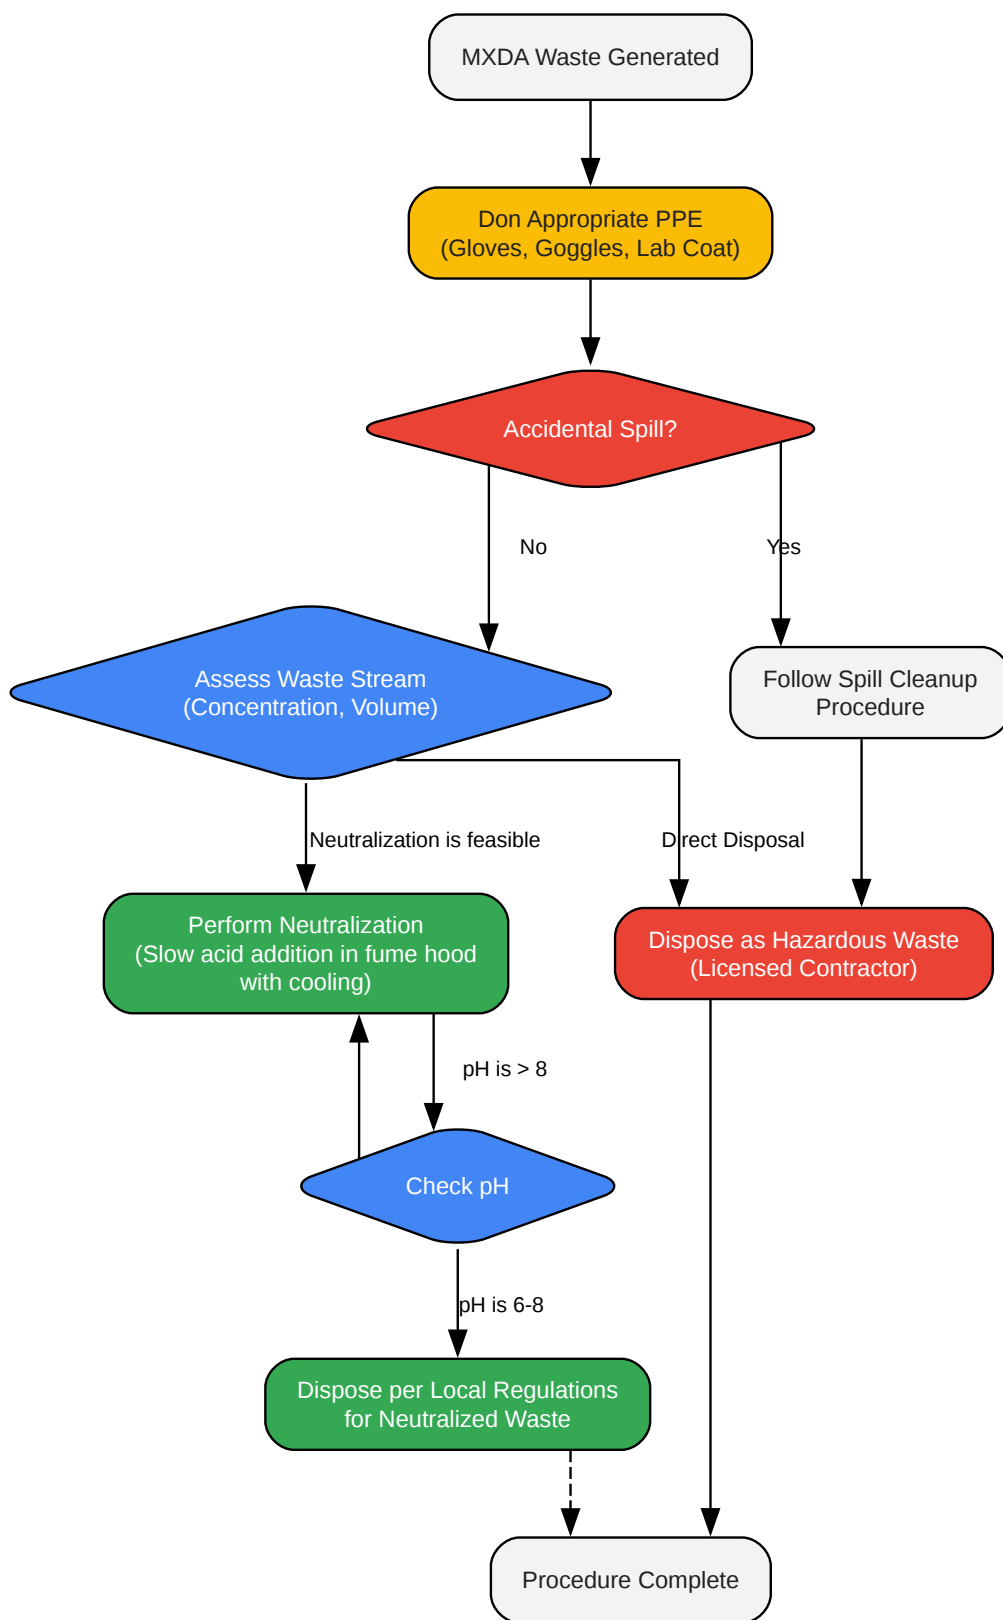 MXDA Waste Generated
Don Appropriate PPE
(Gloves, Goggles, Lab Coat)
Accidental Spill?
No
Yes
Assess Waste Stream
(Concentration, Volume)
Follow Spill Cleanup
Procedure
Neutralization is feasible
Direct Disposal
Perform Neutralization
(Slow acid addition in fume hood
with cooling)
Dispose as Hazardous Waste
(Licensed Contractor)
pH is > 8
Check pH
pH is 6-8
Dispose per Local Regulations
for Neutralized Waste
Procedure Complete